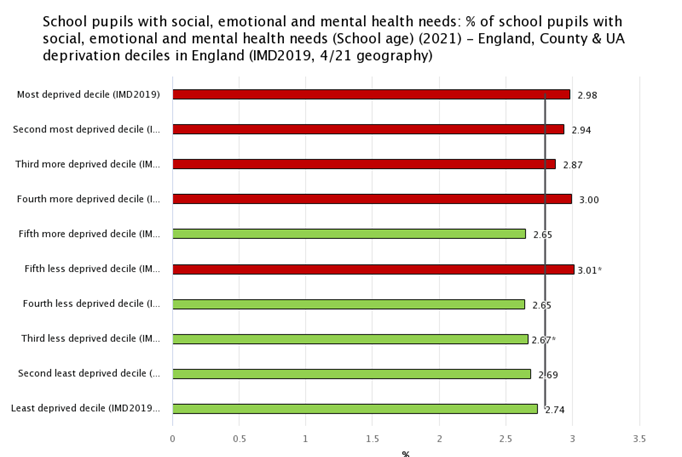 School pupils with social, emotional and mental health needs: % of school pupils with
social, emotional and mental health needs (School age) (2021) – England, County & UA
deprivation deciles in England (IMD2019, 4/21 geography)
Most deprived decile (IMD2019) 2.98
Second most deprived decile (I... 2.94
Third more deprived decile (IM... 2.87
Fourth more deprived decile (I... 3.00
Fifth more deprived decile (IM... 2.65
Fifth less deprived decile (IM... 3.01*
Fourth less deprived decile (I... 2.65
Third less deprived decile (IM... 2.67*
Second least deprived decile (... 2.69
Least deprived decile (IMD2019... 2.74
0 0.5 1 1.5 2 2.5 3 3.5
%